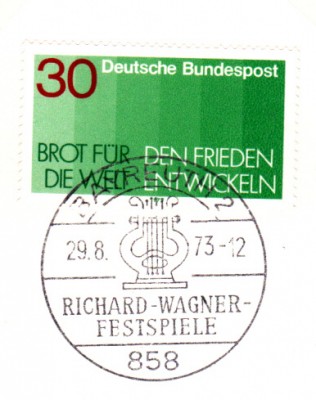 30 Deutsche Bundespost
BROT FÜR DEN FRIEDEN
DIE WELT ENTWICKELN
29.8. 73-12
RICHARD-WAGNER-
FESTSPIELE
858